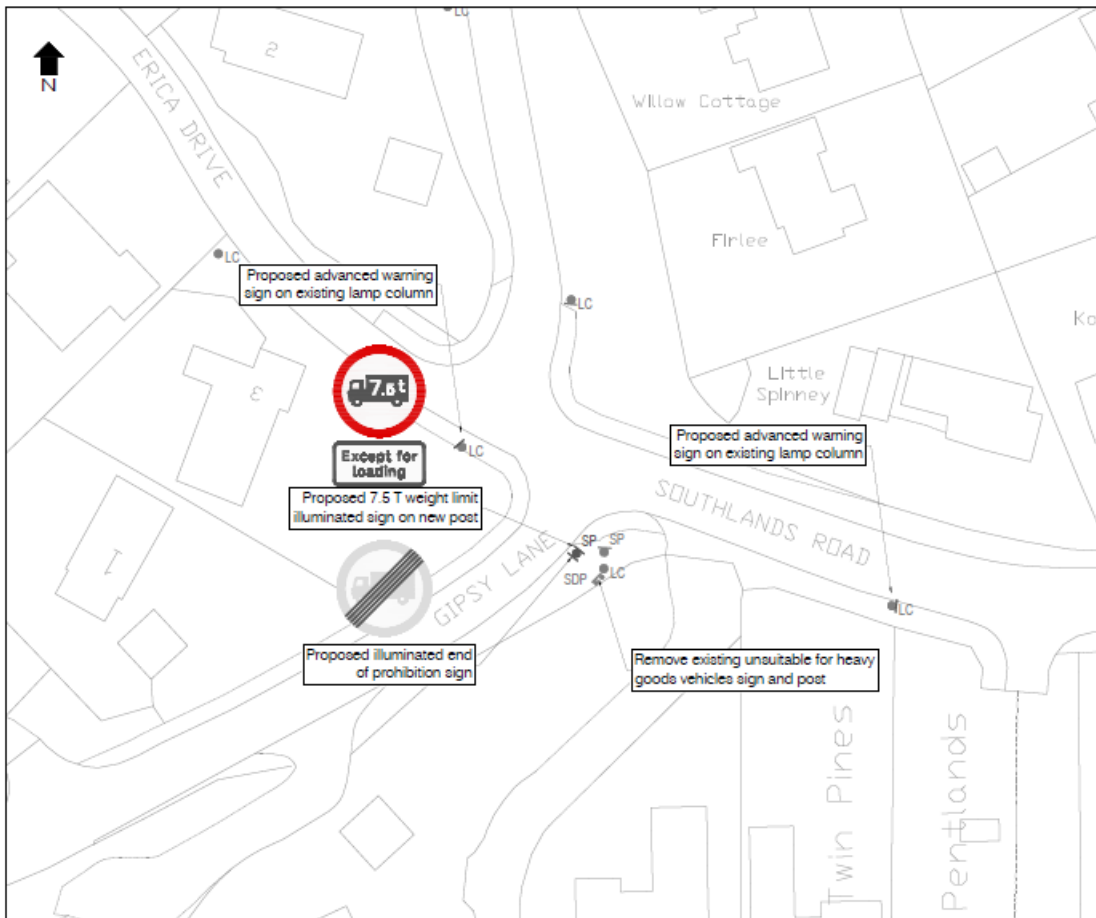 LC
2
N
ERICA DRIVE
Willow Cottage
Firlee
LC
Proposed advanced warning
sign on existing lamp column
LC
7.5 t
Except for
loading
3
LC
Little
Spinney
Proposed advanced warning
sign on existing lamp column
Proposed 7.5 T weight limit
illuminated sign on new post
SOUTHLANDS ROAD
1
GIPSY LANE
SP
SP
SDP
LC
LC
Proposed illuminated end
of prohibition sign
Remove existing unsuitable for heavy
goods vehicles sign and post
Twin Pines
Pentlands